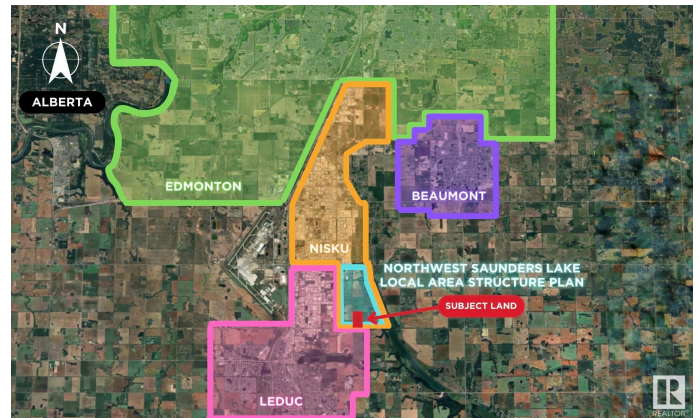 N
ALBERTA
EDMONTON
BEAUMONT
NISKU
NORTHWEST SAUNDERS LAKE
LOCAL AREA STRUCTURE PLAN
SUBJECT LAND
LEDUC
R
REALTOR